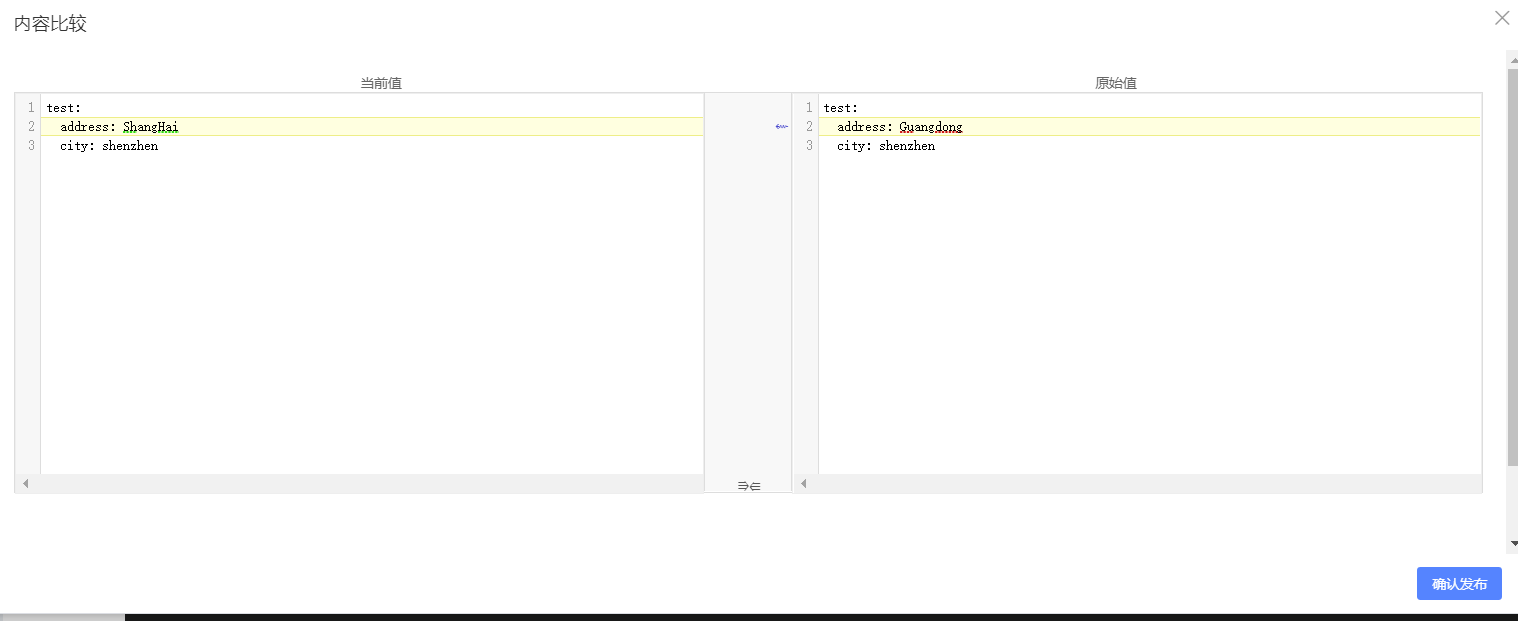 内容比较
当前值
原始值
1 test:
2 address: ShangHai
3 city: shenzhen
1 test:
2 address: Guangdong
3 city: shenzhen
确认发布